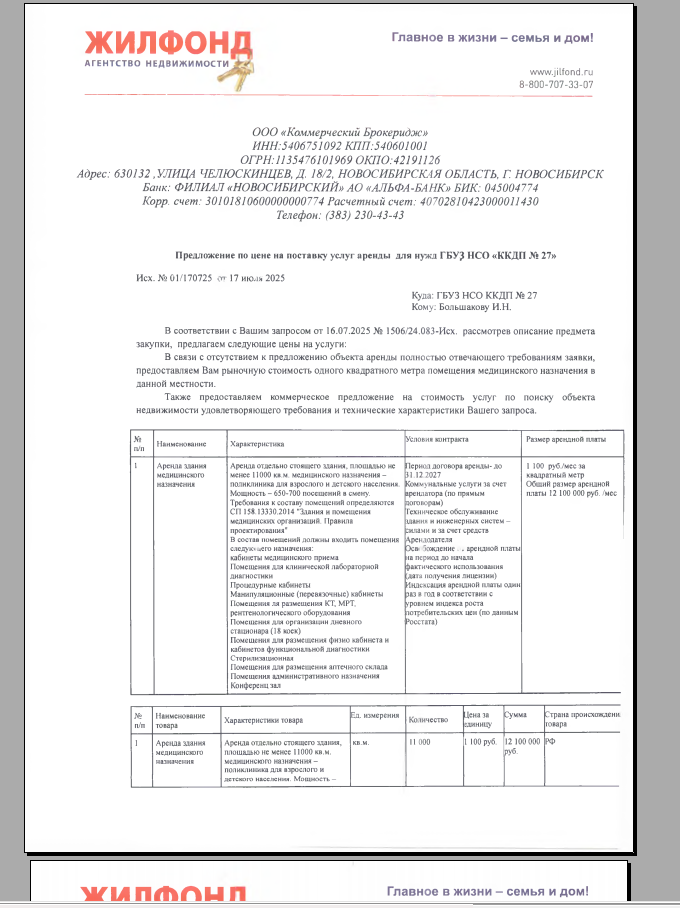 ЖИЛФОНД
АГЕНТСТВО НЕДВИЖИМОСТИ
Главное в жизни – семья и дом!
www.jilfond.ru
8-800-707-33-07
ООО «Коммерческий Брокеридж»
ИНН:5406751092 КПП:540601001
ОГРН:1135476101969 ОКПО:42191126
Адрес: 630132 ,УЛИЦА ЧЕЛЮСКИНЦЕВ, Д. 18/2, НОВОСИБИРСКАЯ ОБЛАСТЬ, Г. НОВОСИБИРСК
Банк: ФИЛИАЛ «НОВОСИБИРСКИЙ» АО «АЛЬФА-БАНК» БИК: 045004774
Корр. счет: 30101810600000000774 Расчетный счет: 40702810423000011430
Телефон: (383) 230-43-43
Предложение по цене на поставку услуг аренды для нужд ГБУЗ НСО «ККДП № 27»
Исх. № 01/170725 от 17 июля 2025
Куда: ГБУЗ НСО ККДП № 27
Кому: Большакову И.Н.
В соответствии с Вашим запросом от 16.07.2025 № 1506/24.083-Исх. рассмотрев описание предмета
закупки, предлагаем следующие цены на услуги:
В связи с отсутствием к предложению объекта аренды полностью отвечающего требованиям заявки,
предоставляем Вам рыночную стоимость одного квадратного метра помещения медицинского назначения в
данной местности.
Также предоставляем коммерческое предложение на стоимость услуг по поиску объекта
недвижимости удовлетворяющего требования и технические характеристики Вашего запроса.
№
п/п
Наименование
Характеристика
Условия контракта
Размер арендной платы
1
Аренда здания
медицинского
назначения
Аренда отдельно стоящего здания, площадью не
менее 11000 кв.м. медицинского назначения –
поликлиника для взрослого и детского населения.
Мощность – 650-700 посещений в смену.
Требования к составу помещений определяются
СП 158.13330.2014 "Здания и помещения
медицинских организаций. Правила
проектирования"
В состав помещений должны входить помещения
следующего назначения:
кабинеты медицинского приема
Помещения для клинической лабораторной
диагностики
Процедурные кабинеты
Манипуляционные (перевязочные) кабинеты
Помещения ля размещения КТ, МРТ,
рентгенологического оборудования
Помещения для организации дневного
стационара (18 коек)
Помещения для размещения физио кабинета и
кабинетов функциональной диагностики
Стерилизационная
Помещения для размещения аптечного склада
Помещения административного назначения
Конференц зал
Период договора аренды- до
31.12.2027
Коммунальные услуги за счет
арендатора (по прямым
договорам)
Техническое обслуживание
здания и инженерных систем –
силами и за счет средств
Арендодателя
Освобождение от арендной платы
на период до начала
фактического использования
(дата получения лицензии)
Индексация арендной платы один
раз в год в соответствии с
уровнем индекса роста
потребительских цен (по данным
Росстата)
1 100 руб./мес за
квадратный метр
Общий размер арендной
платы 12 100 000 руб. /мес
№
п/п
Наименование
товара
Характеристики товара
Ед. измерения
Количество
Цена за
единицу
Сумма
Страна происхождени
товара
1
Аренда здания
медицинского
назначения
Аренда отдельно стоящего здания,
площадью не менее 11000 кв.м.
медицинского назначения –
поликлиника для взрослого и
детского населения. Мощность –
кв.м.
11 000
1 100 руб.
12 100 000
руб.
РФ
ЖИЛФОНД
Главное в жизни – семья и дом!